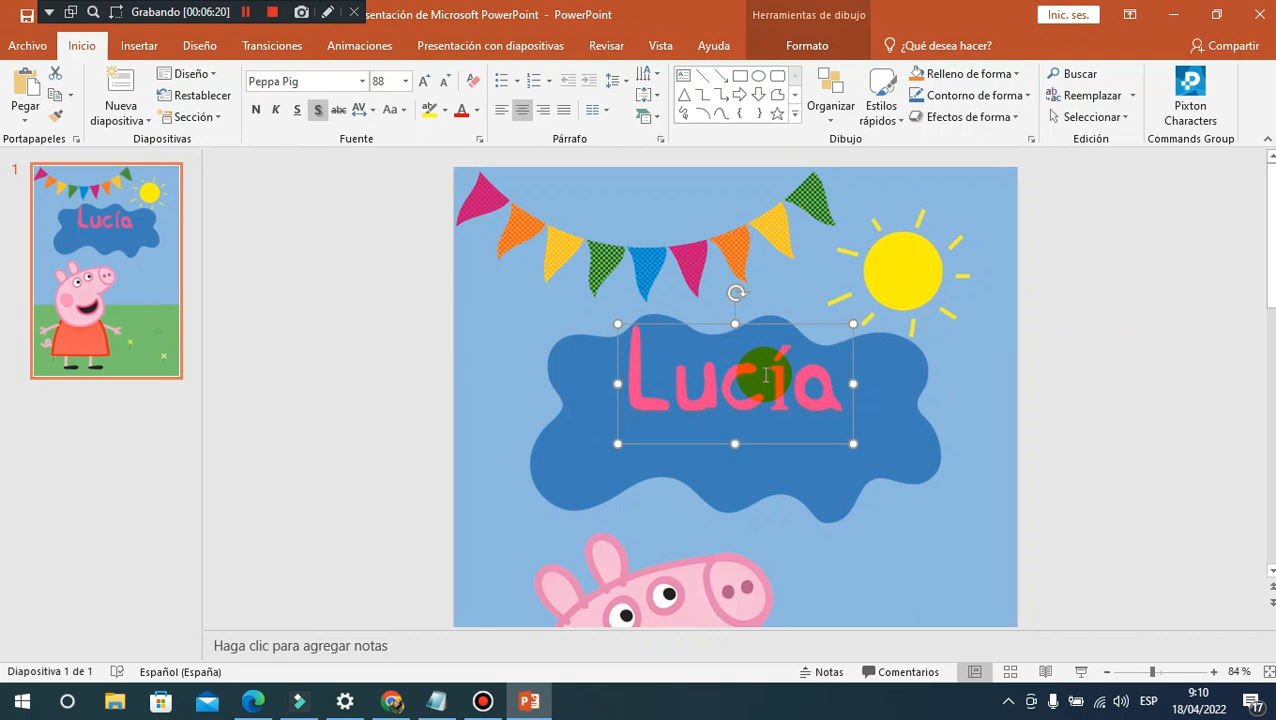 Grabando 00:06:20
esentación de Microsoft PowerPoint - PowerPoint
Herramientas de dibujo
Inic. ses.
Archivo Inicio Insertar Diseño Transiciones Animaciones Presentación con diapositivas Revisar Vista Ayuda Formato ¿Qué desea hacer? Compartir
Pegar
Portapapeles
Nueva diapositiva
Diseño
Restablecer
Sección
Diapositivas
Peppa Pig 88
N K S S abc AV Aa A
Fuente
Párrafo
Organizar
Estilos rápidos
Relleno de forma
Contorno de forma
Efectos de forma
Dibujo
Buscar
Reemplazar
Seleccionar
Edición
Pixton Characters
Commands Group
1
Lucía
Lucía
Haga clic para agregar notas
Diapositiva 1 de 1 Español (España) Notas Comentarios 84 %
ESP
9:10
18/04/2022
17